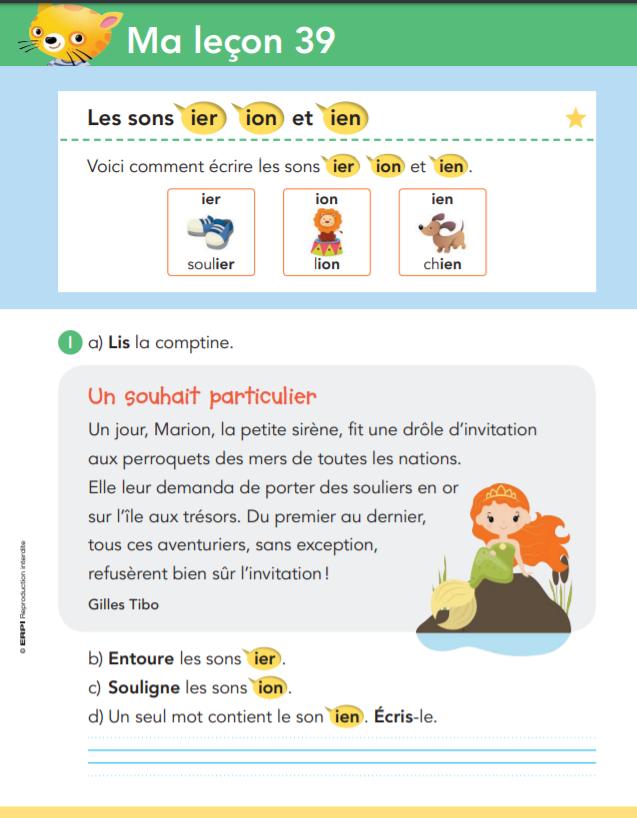 Ma leçon 39
Les sons ier ion et ien
Voici comment écrire les sons ier ion et ien.
ier
soulier
ion
lion
ien
chien
1 a) Lis la comptine.
Un souhait particulier
Un jour, Marion, la petite sirène, fit une drôle d'invitation
aux perroquets des mers de toutes les nations.
Elle leur demanda de porter des souliers en or
sur l'île aux trésors. Du premier au dernier,
tous ces aventuriers, sans exception,
refusèrent bien sûr l'invitation !
Gilles Tibo
b) Entoure les sons ier.
c) Souligne les sons ion.
d) Un seul mot contient le son ien. Écris-le.
© ERPI Reproduction interdite